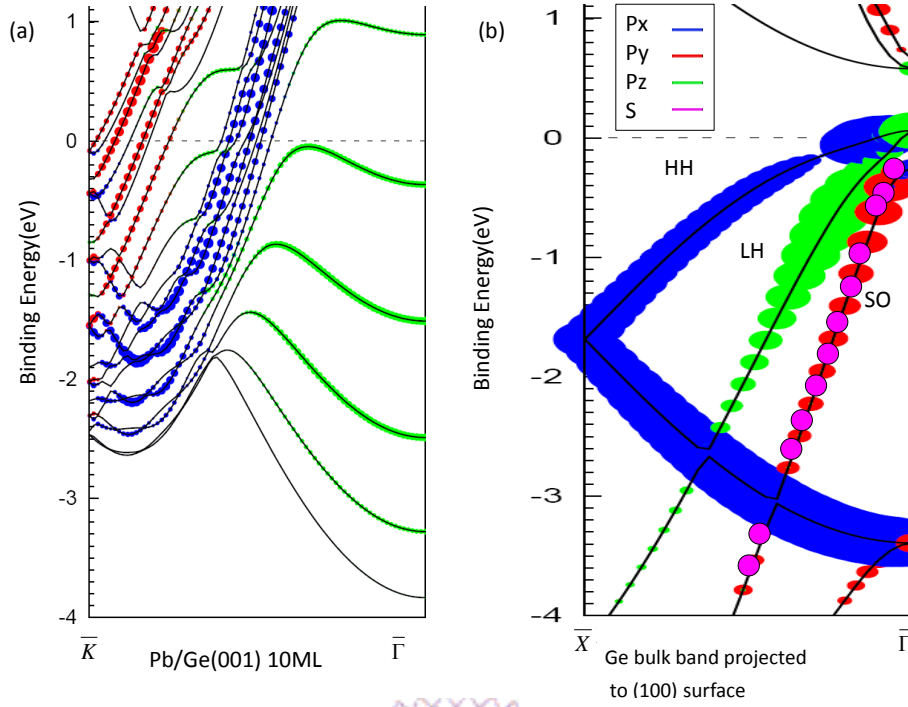 (a)
Binding Energy(eV)
1
0
-1
-2
-3
-4
K̅
Γ̅
Pb/Ge(001) 10ML
(b)
Binding Energy(eV)
Px
Py
Pz
S
1
0
-1
-2
-3
-4
HH
LH
SO
X̅
Γ̅
Ge bulk band projected
to (100) surface